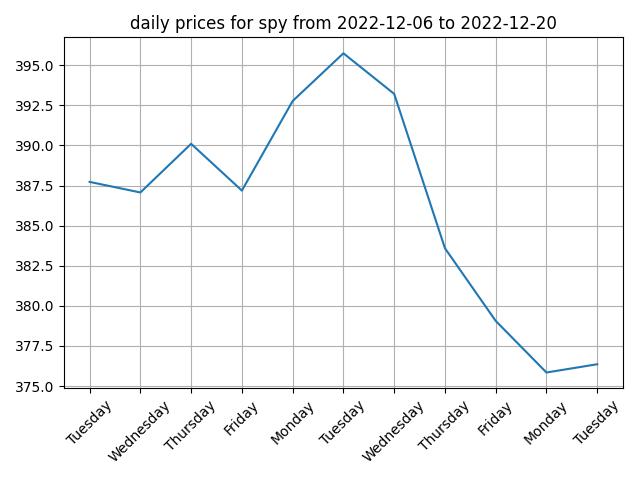 daily prices for spy from 2022-12-06 to 2022-12-20
395.0
392.5
390.0
387.5
385.0
382.5
380.0
377.5
375.0
Tuesday
Wednesday
Thursday
Friday
Monday
Tuesday
Wednesday
Thursday
Friday
Monday
Tuesday